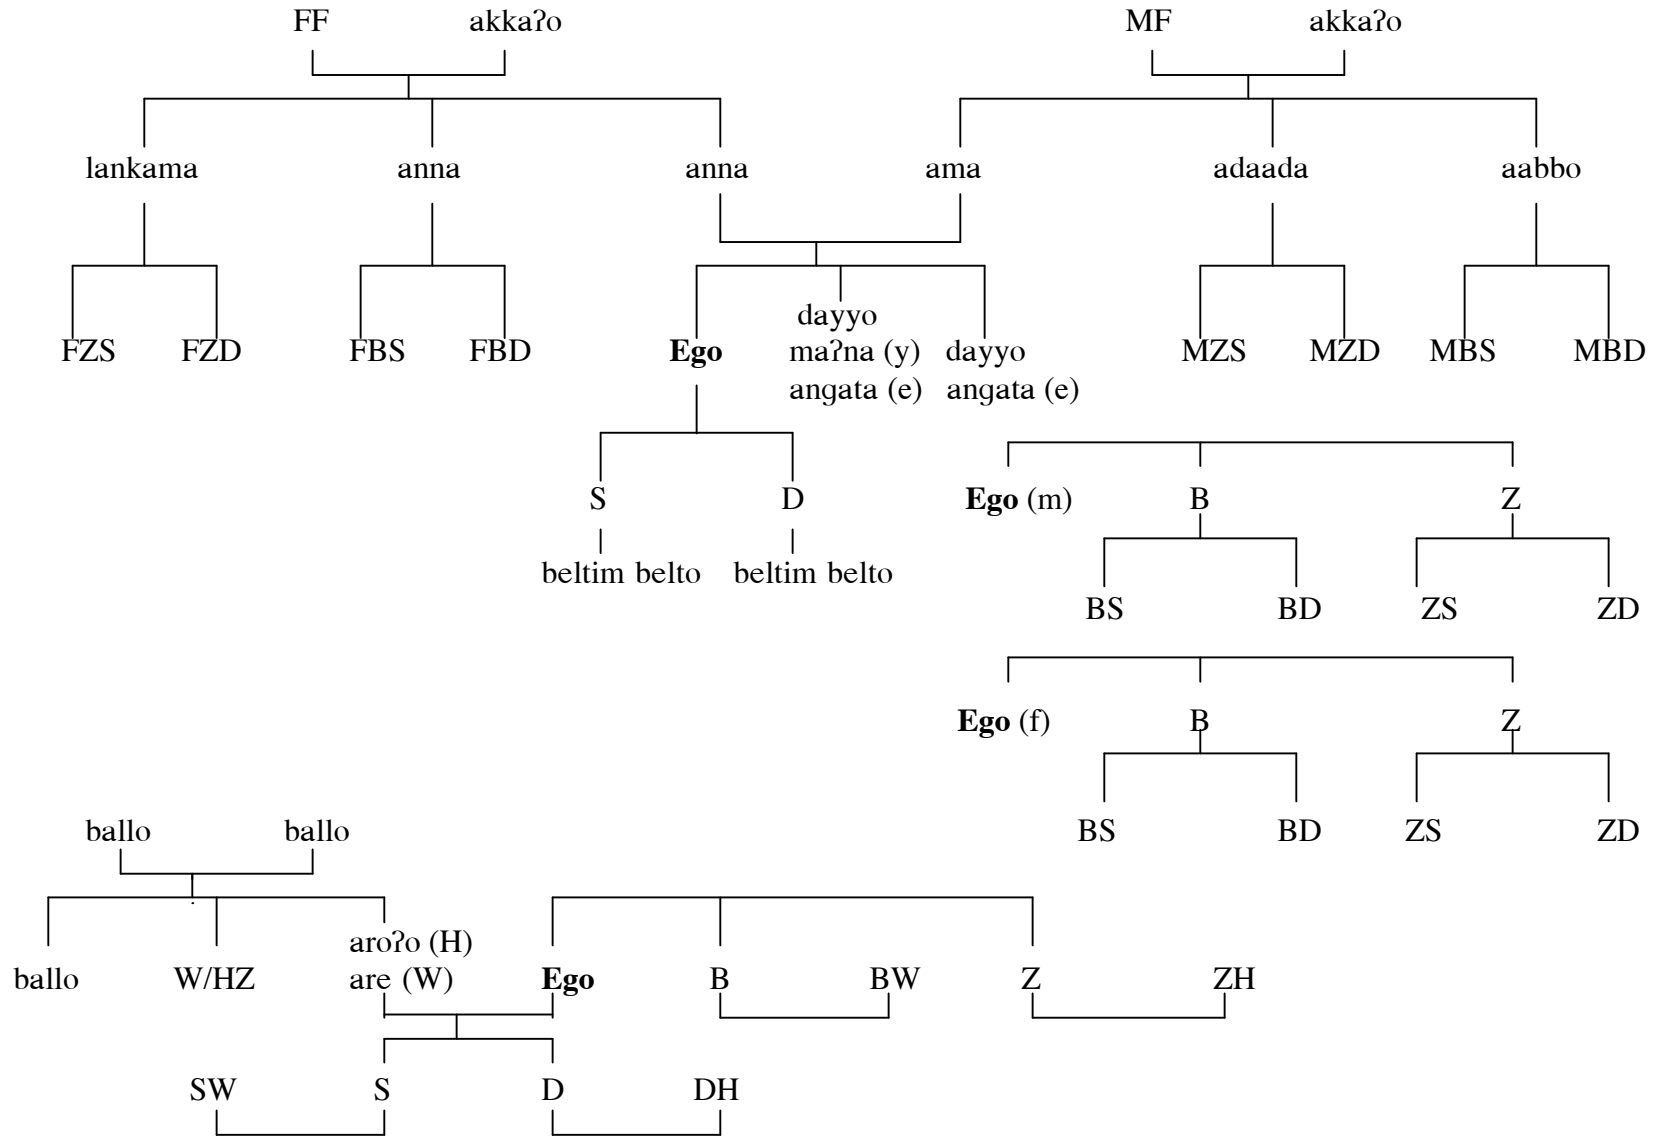 FF akkaʔo MF akkaʔo
lankama anna anna ama adaada aabbo
dayyo
FZS FZD FBS FBD Ego maʔna (y) dayyo MZS MZD MBS MBD
angata (e) angata (e)
S D Ego (m) B Z
beltim belto beltim belto
BS BD ZS ZD
Ego (f) B Z
ballo ballo BS BD ZS ZD
aroʔo (H)
ballo W/HZ are (W) Ego B BW Z ZH
SW S D DH